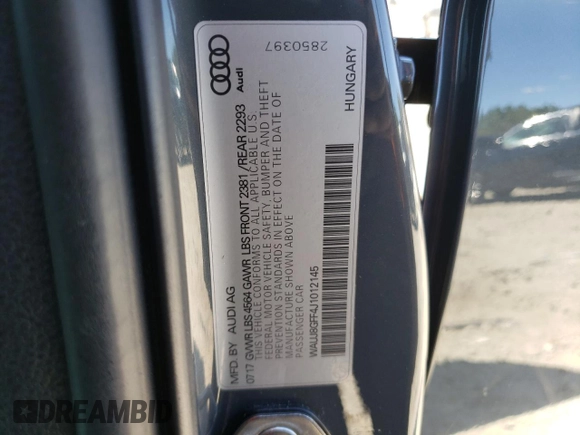 Audi
2850397
MFD. BY AUDI AG
07.17 GVWR LBS 4564 GAWR LBS FRONT 2381 /REAR 2293
THIS VEHICLE CONFORMS TO ALL APPLICABLE U.S.
FEDERAL MOTOR VEHICLE SAFETY, BUMPER AND THEFT
PREVENTION STANDARDS IN EFFECT ON THE DATE OF
MANUFACTURE SHOWN ABOVE
PASSENGER CAR
WAUJ8GFF4J1012145
HUNGARY
DREAMBID